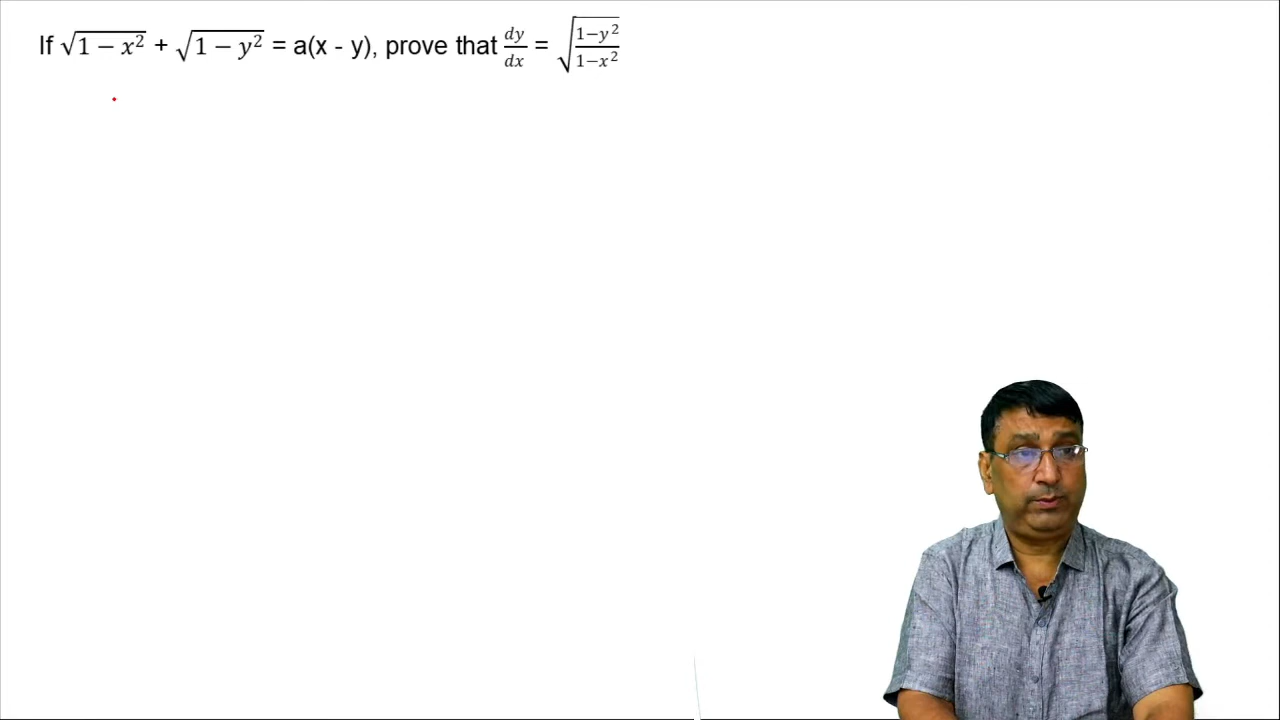 If √(1 − x²) + √(1 − y²) = a(x - y), prove that dy/dx = √((1−y²)/(1−x²))